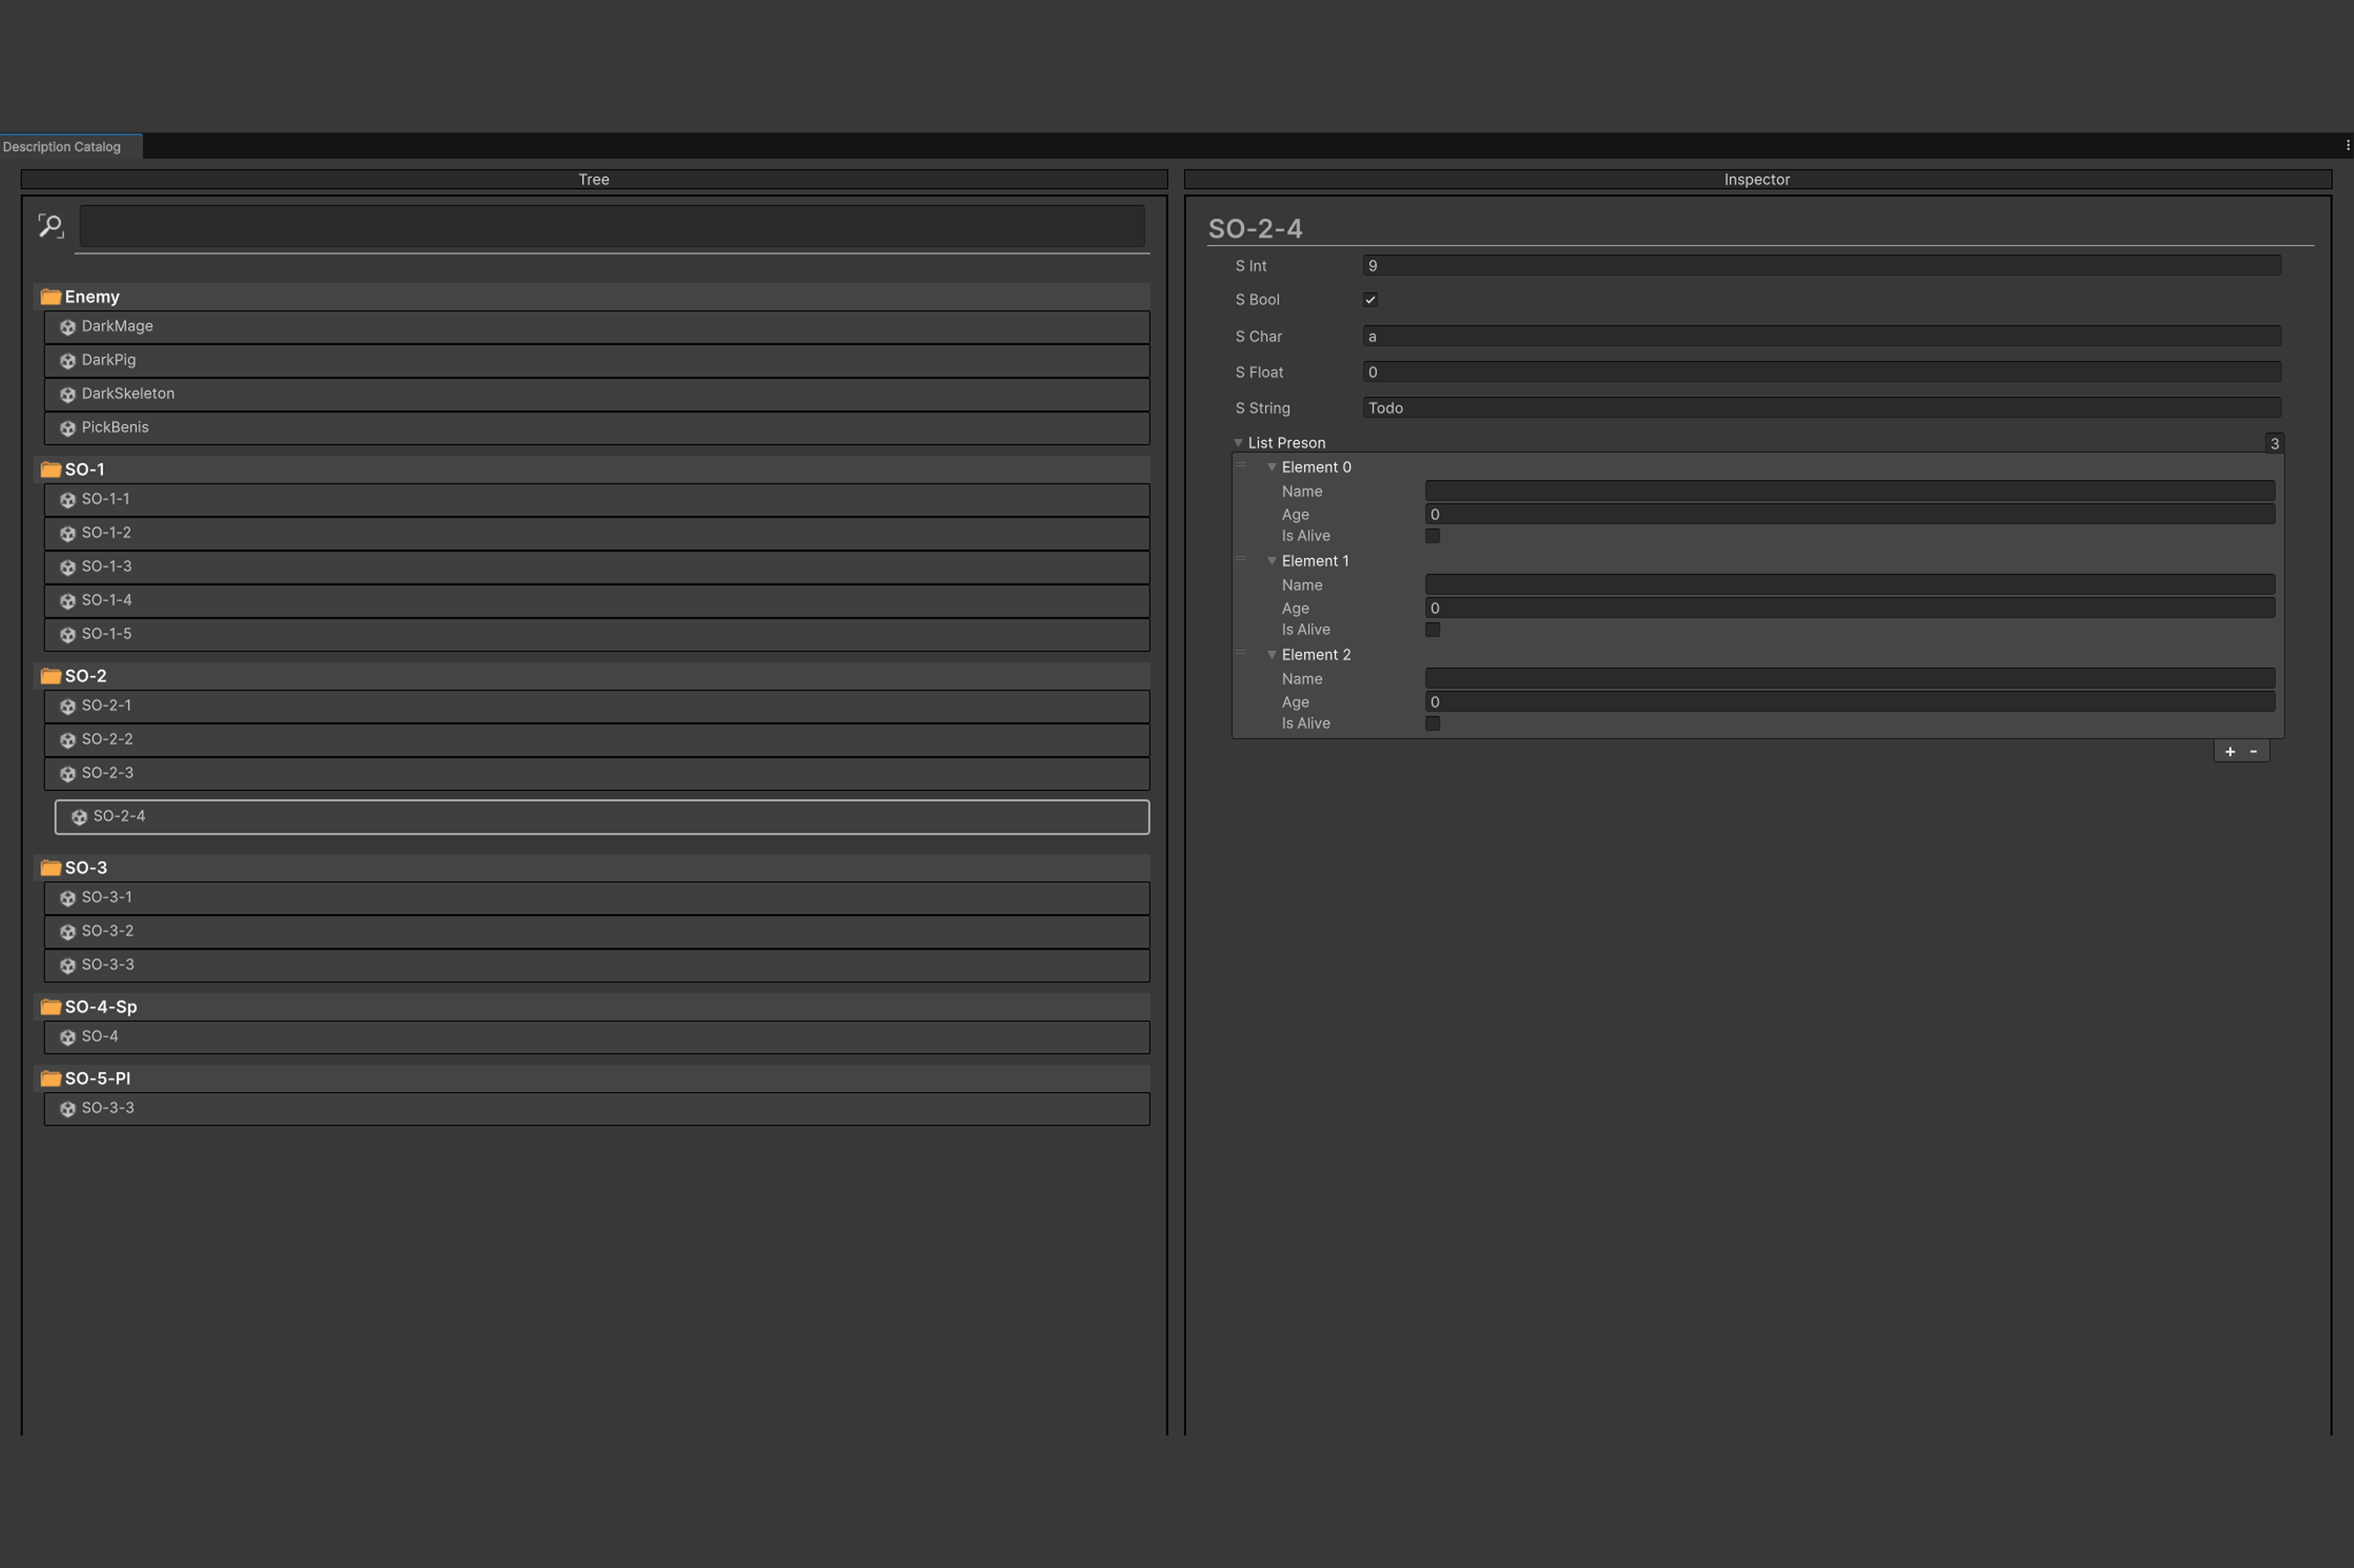 Description Catalog
Tree
Enemy
DarkMage
DarkPig
DarkSkeleton
PickBenis
SO-1
SO-1-1
SO-1-2
SO-1-3
SO-1-4
SO-1-5
SO-2
SO-2-1
SO-2-2
SO-2-3
SO-2-4
SO-3
SO-3-1
SO-3-2
SO-3-3
SO-4-Sp
SO-4
SO-5-Pl
SO-3-3
Inspector
SO-2-4
S Int 9
S Bool
S Char a
S Float 0
S String Todo
List Preson 3
Element 0
Name
Age 0
Is Alive
Element 1
Name
Age 0
Is Alive
Element 2
Name
Age 0
Is Alive
+ -